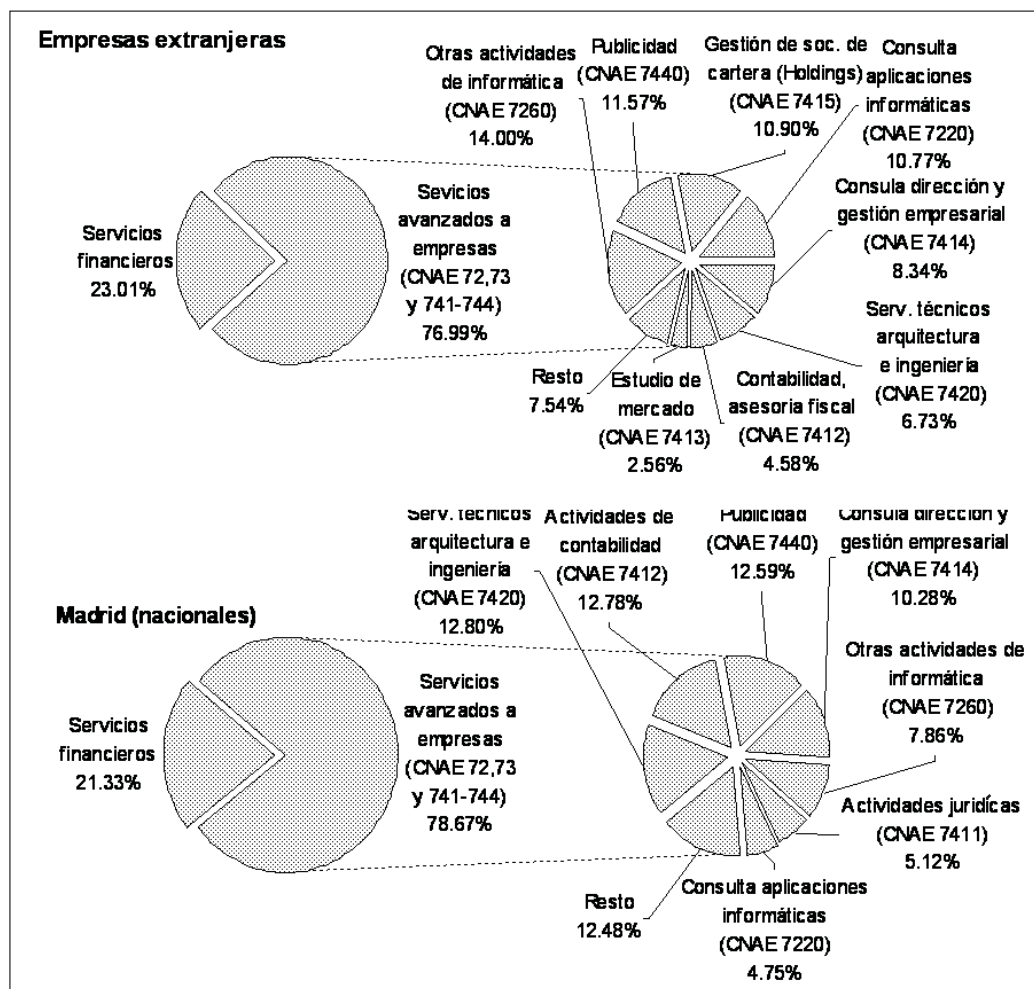 Empresas extranjeras
Otras actividades
de informática
(CNAE 7260)
14.00%
Publicidad
(CNAE 7440)
11.57%
Gestión de soc. de
cartera (Holdings)
(CNAE 7415)
10.90%
Consulta
aplicaciones
informáticas
(CNAE 7220)
10.77%
Consula dirección y
gestión empresarial
(CNAE 7414)
8.34%
Serv. técnicos
arquitectura
e ingeniería
(CNAE 7420)
6.73%
Contabilidad,
asesoria fiscal
(CNAE 7412)
4.58%
Estudio de
mercado
(CNAE 7413)
2.56%
Resto
7.54%
Servicios
financieros
23.01%
Sevicios
avanzados a
empresas
(CNAE 72,73
y 741-744)
76.99%
Madrid (nacionales)
Serv. técnicos
arquitectura e
ingeniería
(CNAE 7420)
12.80%
Actividades de
contabilidad
(CNAE 7412)
12.78%
Publicidad
(CNAE 7440)
12.59%
Consula dirección y
gestión empresarial
(CNAE 7414)
10.28%
Otras actividades de
informática
(CNAE 7260)
7.86%
Actividades juridícas
(CNAE 7411)
5.12%
Consulta aplicaciones
informáticas
(CNAE 7220)
4.75%
Resto
12.48%
Servicios
financieros
21.33%
Servicios
avanzados a
empresas
(CNAE 72,73
y 741-744)
78.67%